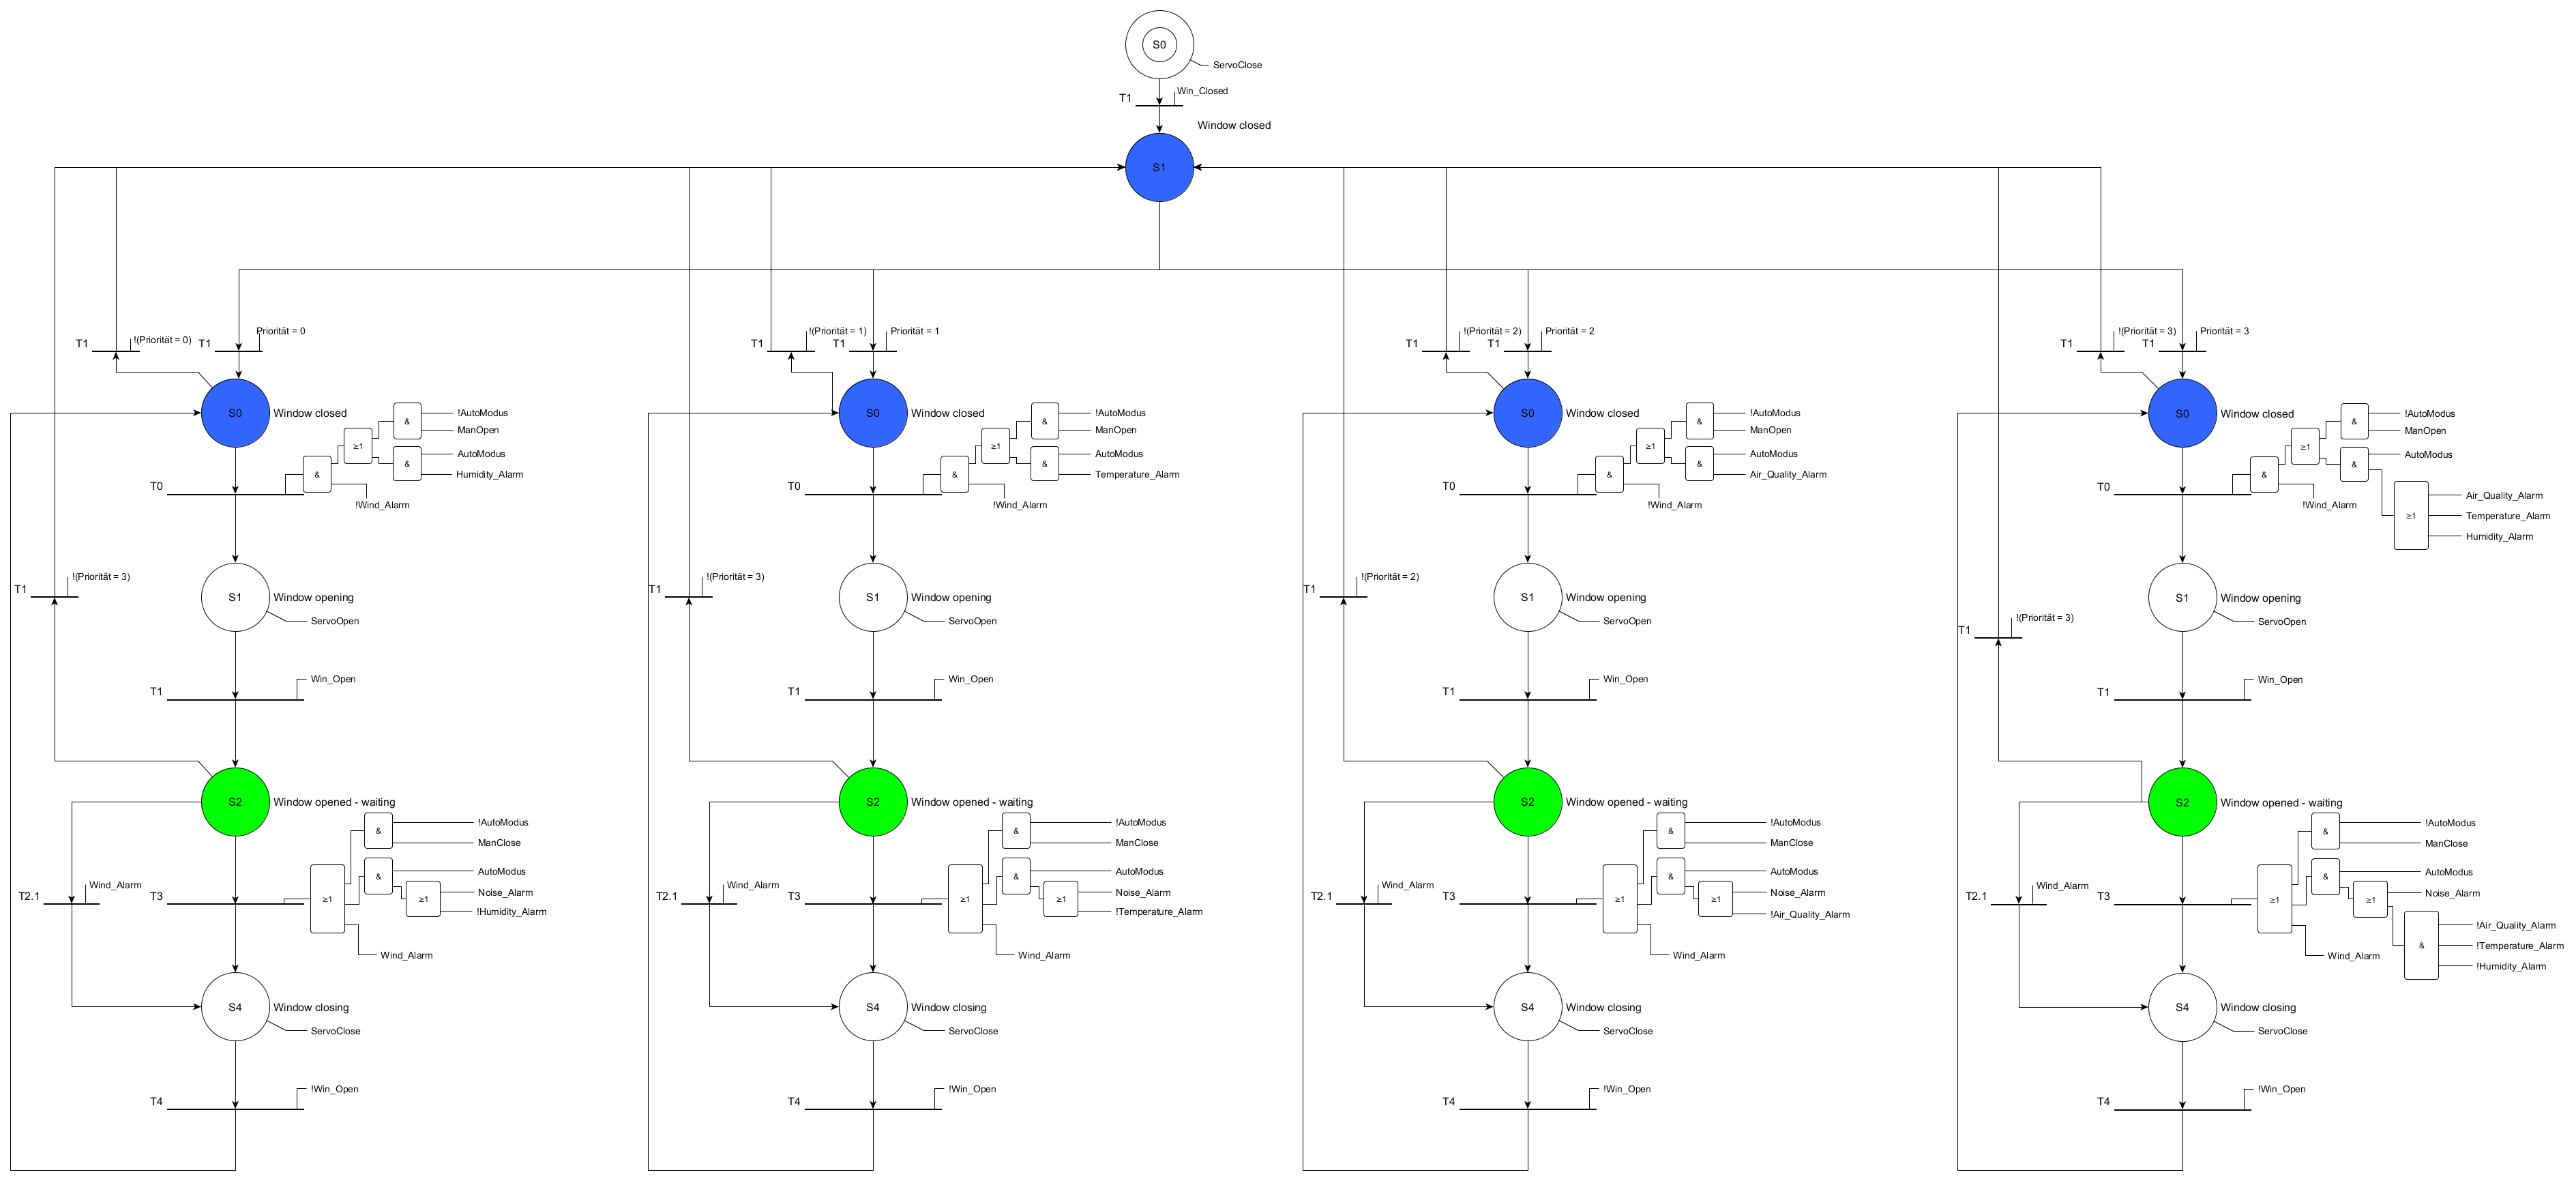 S0
ServoClose
T1
Win_Closed
Window closed
S1
T1
!(Priorität = 0)
T1
Priorität = 0
S0
Window closed
&
!AutoModus
ManOpen
≥1
&
AutoModus
Humidity_Alarm
&
T0
!Wind_Alarm
T1
!(Priorität = 3)
S1
Window opening
ServoOpen
T1
Win_Open
S2
Window opened - waiting
&
!AutoModus
ManClose
&
AutoModus
T2.1
Wind_Alarm
T3
≥1
≥1
Noise_Alarm
!Humidity_Alarm
Wind_Alarm
S4
Window closing
ServoClose
T4
!Win_Open
T1
!(Priorität = 1)
T1
Priorität = 1
S0
Window closed
&
!AutoModus
ManOpen
≥1
&
AutoModus
Temperature_Alarm
&
T0
!Wind_Alarm
T1
!(Priorität = 3)
S1
Window opening
ServoOpen
T1
Win_Open
S2
Window opened - waiting
&
!AutoModus
ManClose
&
AutoModus
T2.1
Wind_Alarm
T3
≥1
≥1
Noise_Alarm
!Temperature_Alarm
Wind_Alarm
S4
Window closing
ServoClose
T4
!Win_Open
T1
!(Priorität = 2)
T1
Priorität = 2
S0
Window closed
&
!AutoModus
ManOpen
≥1
&
AutoModus
Air_Quality_Alarm
&
T0
!Wind_Alarm
T1
!(Priorität = 2)
S1
Window opening
ServoOpen
T1
Win_Open
S2
Window opened - waiting
&
!AutoModus
ManClose
&
AutoModus
T2.1
Wind_Alarm
T3
≥1
≥1
Noise_Alarm
!Air_Quality_Alarm
Wind_Alarm
S4
Window closing
ServoClose
T4
!Win_Open
T1
!(Priorität = 3)
T1
Priorität = 3
S0
Window closed
&
!AutoModus
ManOpen
≥1
&
AutoModus
&
T0
!Wind_Alarm
≥1
Air_Quality_Alarm
Temperature_Alarm
Humidity_Alarm
T1
!(Priorität = 3)
S1
Window opening
ServoOpen
T1
Win_Open
S2
Window opened - waiting
&
!AutoModus
ManClose
&
AutoModus
T2.1
Wind_Alarm
T3
≥1
≥1
Noise_Alarm
&
!Air_Quality_Alarm
!Temperature_Alarm
!Humidity_Alarm
Wind_Alarm
S4
Window closing
ServoClose
T4
!Win_Open